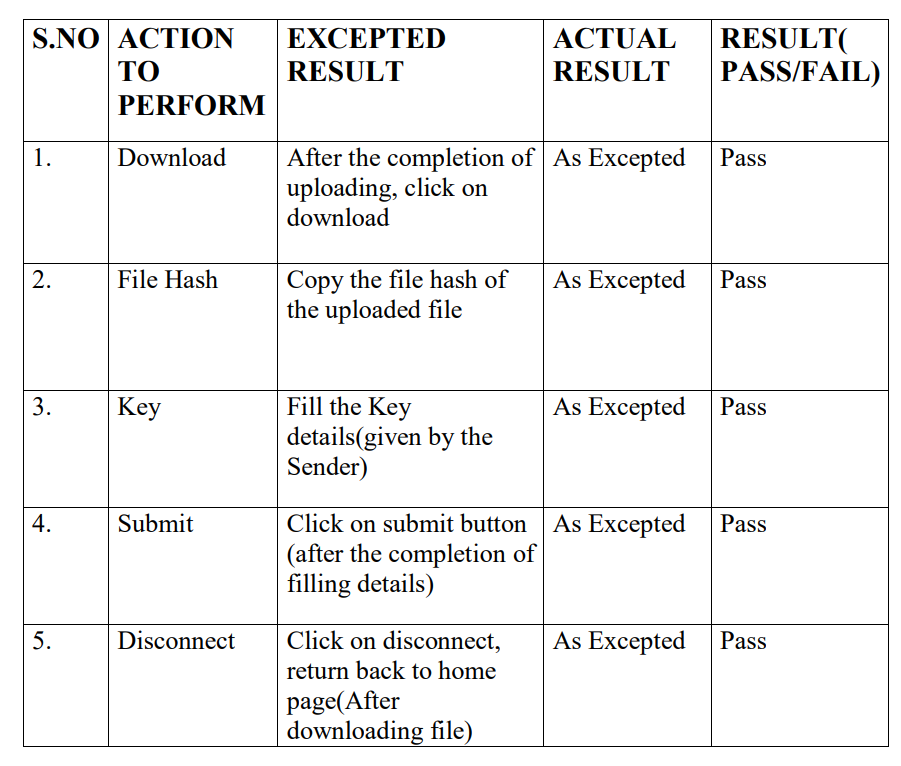 S.NO ACTION TO PERFORM EXCEPTED RESULT ACTUAL RESULT RESULT( PASS/FAIL)
1. Download After the completion of uploading, click on download As Excepted Pass
2. File Hash Copy the file hash of the uploaded file As Excepted Pass
3. Key Fill the Key details(given by the Sender) As Excepted Pass
4. Submit Click on submit button (after the completion of filling details) As Excepted Pass
5. Disconnect Click on disconnect, return back to home page(After downloading file) As Excepted Pass